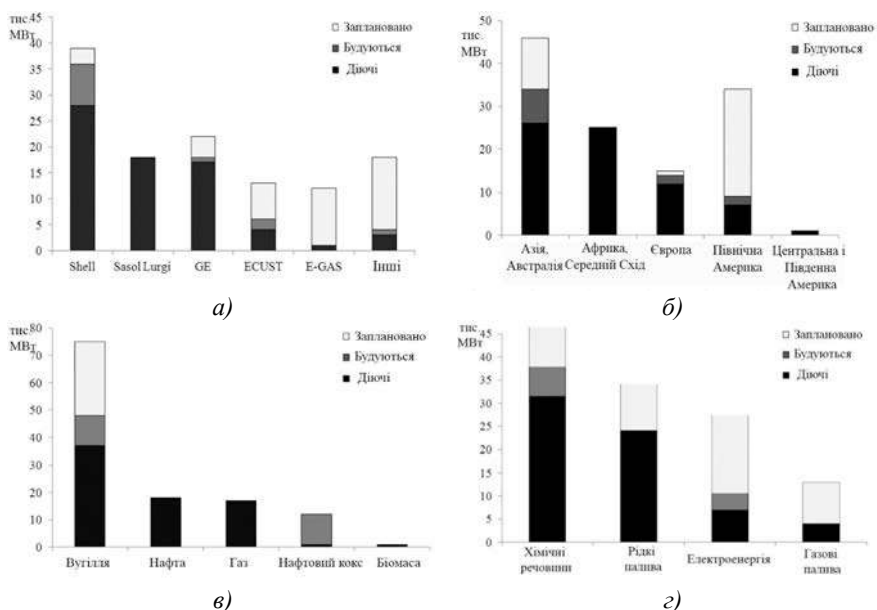 тис.
МВт
45
40
35
30
25
20
15
10
5
0
Заплановано
Будуються
Діючі
Shell
Sasol Lurgi
GE
ECUST
E-GAS
Інші
а)
тис.
МВт
50
40
30
20
10
0
Заплановано
Будуються
Діючі
Азія,
Австралія
Африка,
Середній Схід
Європа
Північна
Америка
Центральна і
Південна
Америка
б)
тис.
МВт
80
70
60
50
40
30
20
10
0
Заплановано
Будуються
Діючі
Вугілля
Нафта
Газ
Нафтовий кокс
Біомаса
в)
тис.
МВт
45
40
35
30
25
20
15
10
5
0
Заплановано
Будуються
Діючі
Хімічні
речовини
Рідкі
палива
Електроенергія
Газові
палива
г)